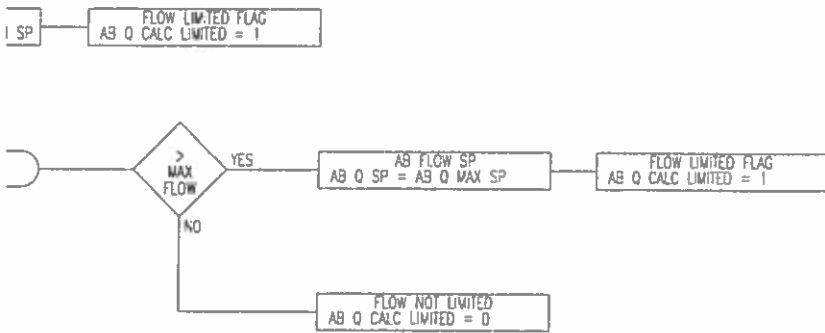 FLOW LIMITED FLAG
SP
AB Q CALC LIMITED = 1
>
MAX
FLOW
YES
NO
AB FLOW SP
AB Q SP = AB Q MAX SP
FLOW LIMITED FLAG
AB Q CALC LIMITED = 1
FLOW NOT LIMITED
AB Q CALC LIMITED = 0